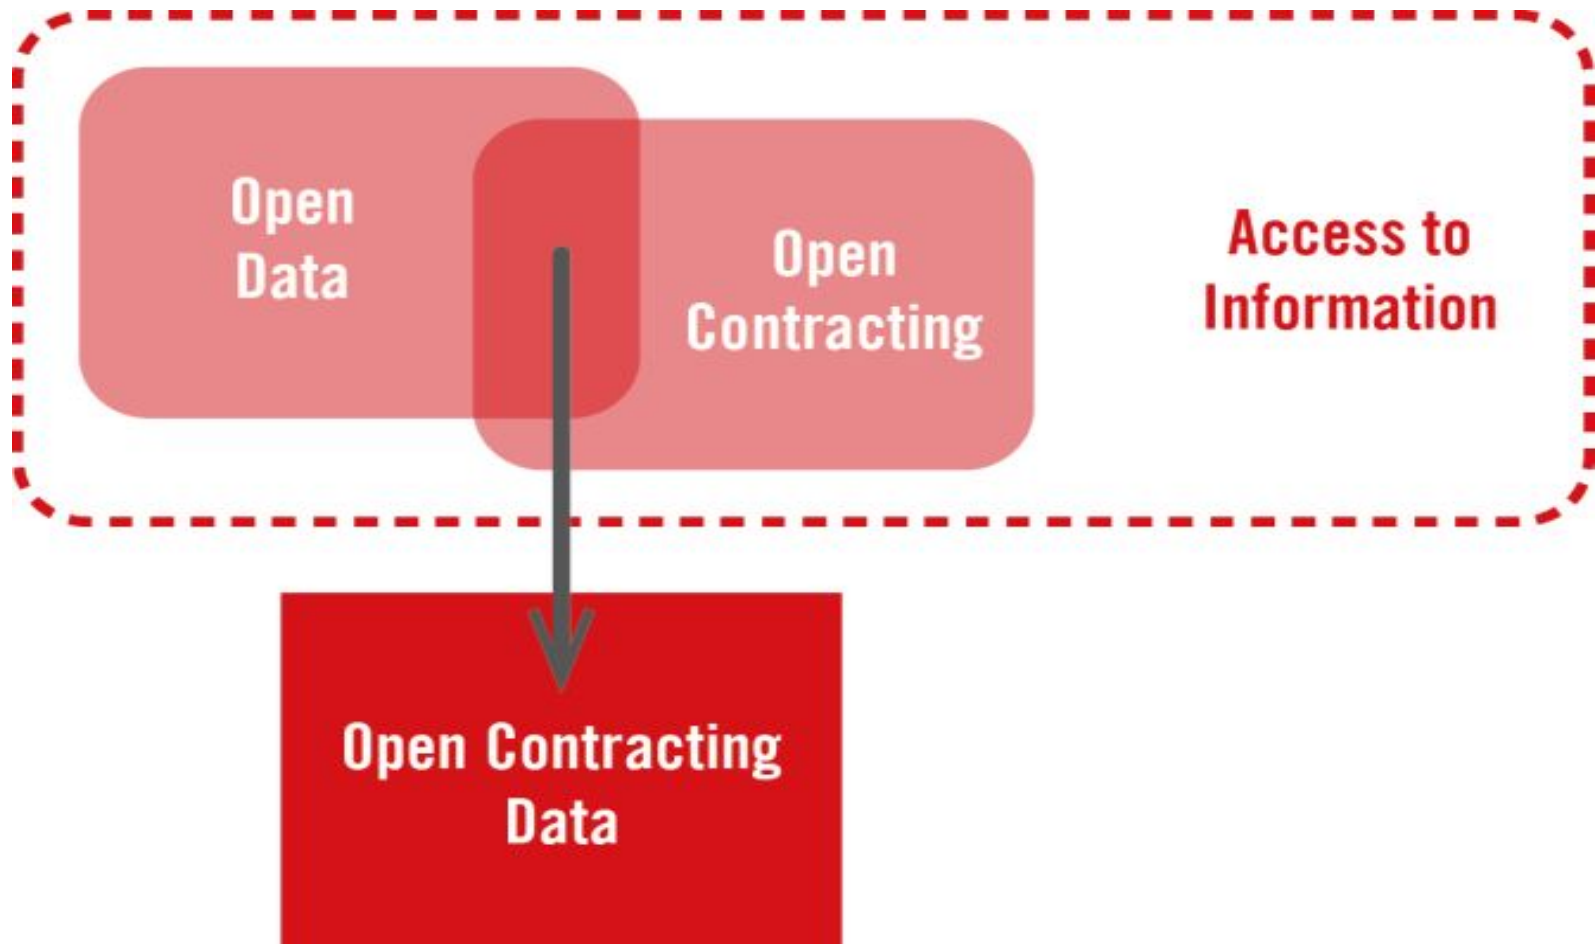 Open
Data
Open
Contracting
Access to
Information
Open Contracting
Data